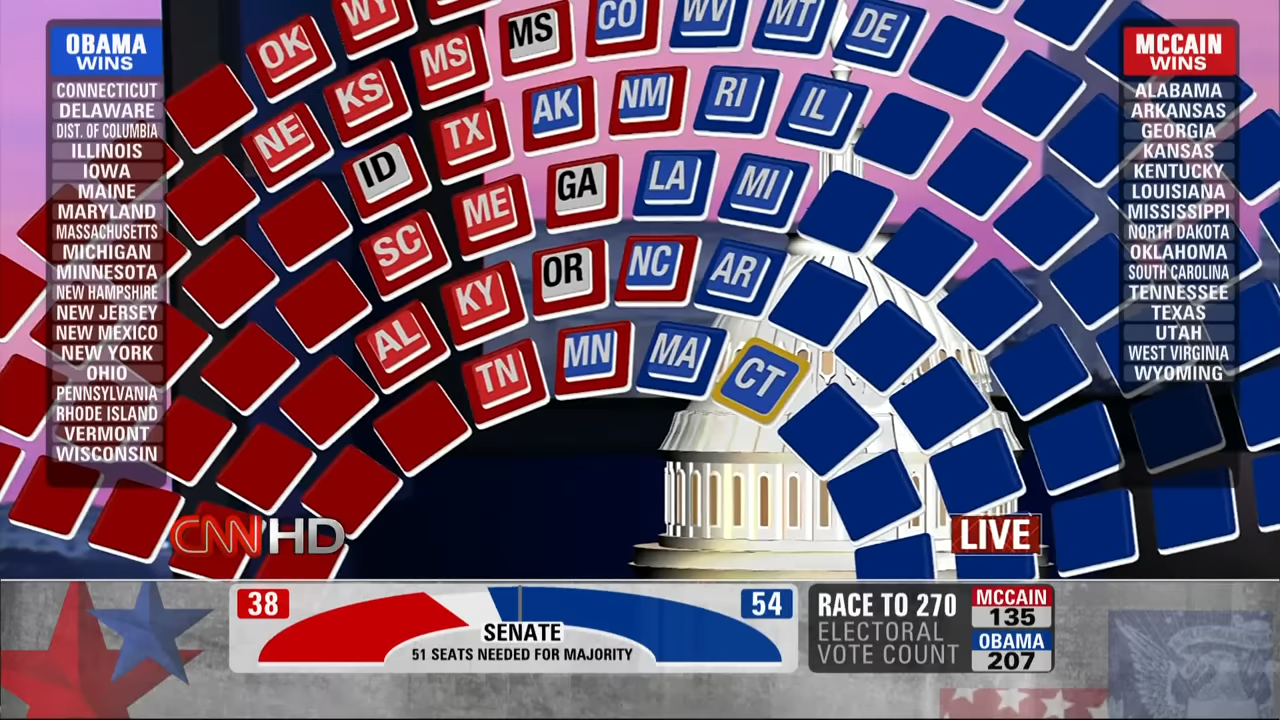 OBAMA
WINS
CONNECTICUT
DELAWARE
DIST. OF COLUMBIA
ILLINOIS
IOWA
MAINE
MARYLAND
MASSACHUSETTS
MICHIGAN
MINNESOTA
NEW HAMPSHIRE
NEW JERSEY
NEW MEXICO
NEW YORK
OHIO
PENNSYLVANIA
RHODE ISLAND
VERMONT
WISCONSIN
WY
CO
WV
MT
DE
OK
MS
MS
KS
AK
NM
RI
IL
NE
TX
ID
GA
LA
MI
ME
SC
OR
NC
AR
KY
AL
TN
MN
MA
CT
MCCAIN
WINS
ALABAMA
ARKANSAS
GEORGIA
KANSAS
KENTUCKY
LOUISIANA
MISSISSIPPI
NORTH DAKOTA
OKLAHOMA
SOUTH CAROLINA
TENNESSEE
TEXAS
UTAH
WEST VIRGINIA
WYOMING
CNN HD
LIVE
38
54
SENATE
51 SEATS NEEDED FOR MAJORITY
RACE TO 270
ELECTORAL
VOTE COUNT
MCCAIN
135
OBAMA
207